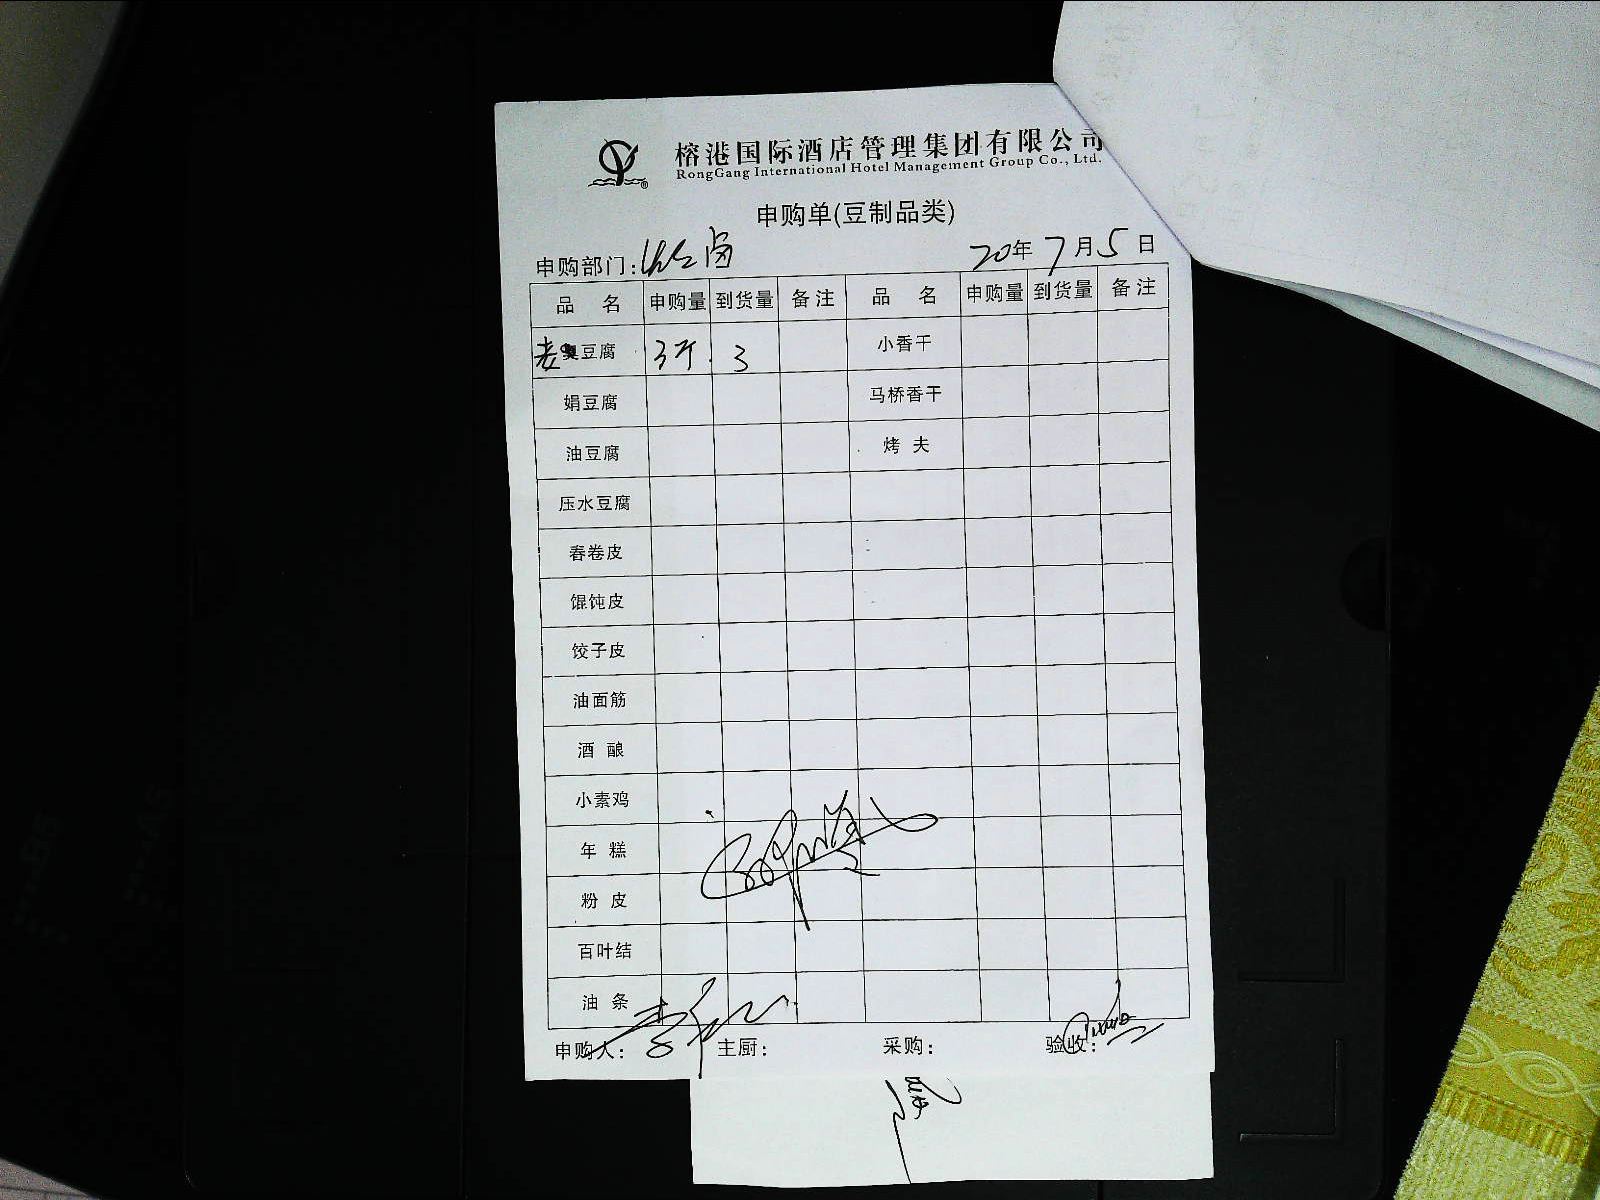 榕港国际酒店管理集团有限公司
RongGang International Hotel Management Group Co., Ltd.
申购单(豆制品类)
申购部门: 20年7月5日
品 名 申购量 到货量 备注 品 名 申购量 到货量 备注
老豆腐 3斤 3 小香干
娟豆腐 马桥香干
油豆腐 烤 夫
压水豆腐
春卷皮
馄饨皮
饺子皮
油面筋
酒 酿
小素鸡
年 糕
粉 皮
百叶结
油 条
申购人: 主厨: 采购: 验收: